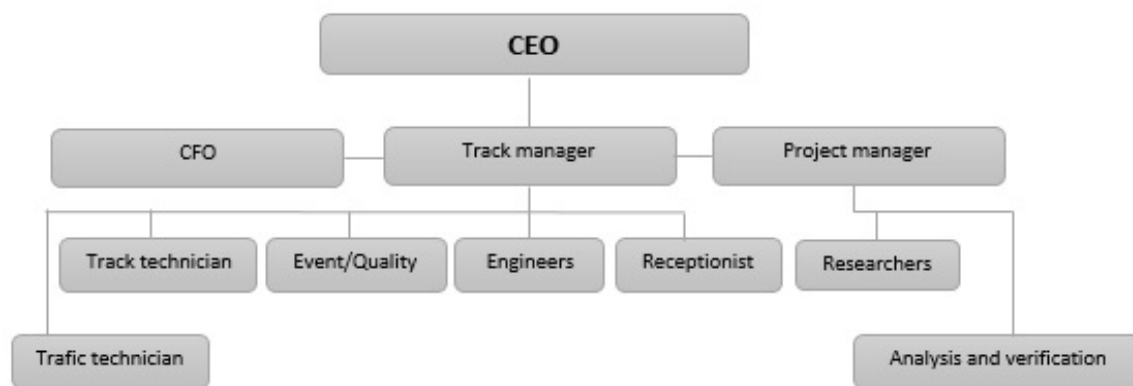 CEO
CFO
Track manager
Project manager
Track technician
Event/Quality
Engineers
Receptionist
Researchers
Trafic technician
Analysis and verification